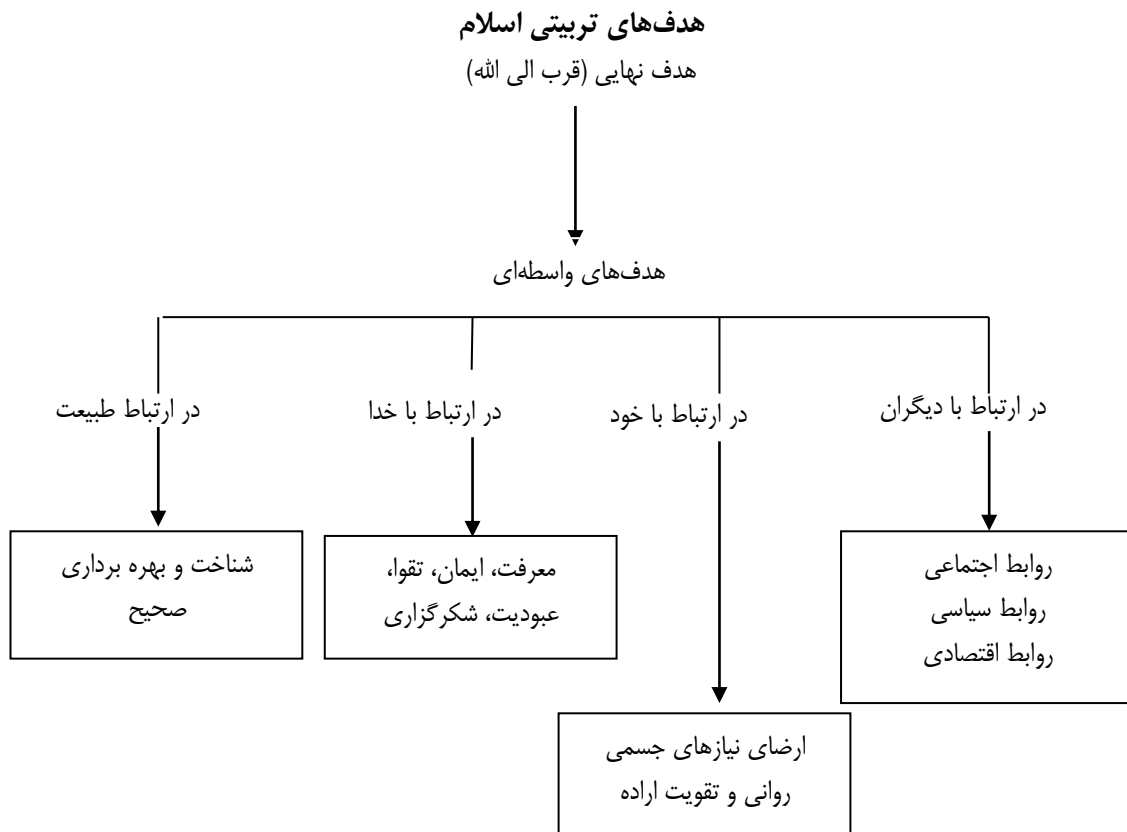 هدف‌های تربیتی اسلام
هدف نهایی (قرب الی الله)
هدف‌های واسطه‌ای
در ارتباط با دیگران
در ارتباط با خود
در ارتباط با خدا
در ارتباط طبیعت
روابط اجتماعی
روابط سیاسی
روابط اقتصادی
ارضای نیازهای جسمی
روانی و تقویت اراده
معرفت، ایمان، تقوا،
عبودیت، شکرگزاری
شناخت و بهره برداری
صحیح